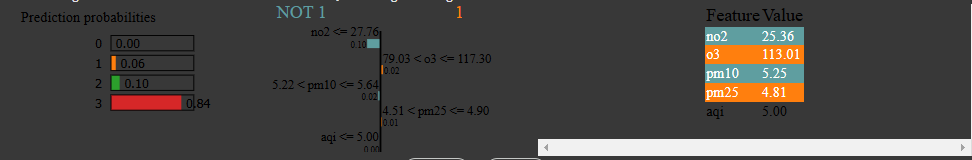 Prediction probabilities
0 0.00
1 0.06
2 0.10
3 0.84
NOT 1 1
no2 <= 27.76
0.10
79.03 < o3 <= 117.30
0.02
5.22 < pm10 <= 5.64
0.02
4.51 < pm25 <= 4.90
0.01
aqi <= 5.00
0.00
Feature Value
no2 25.36
o3 113.01
pm10 5.25
pm25 4.81
aqi 5.00